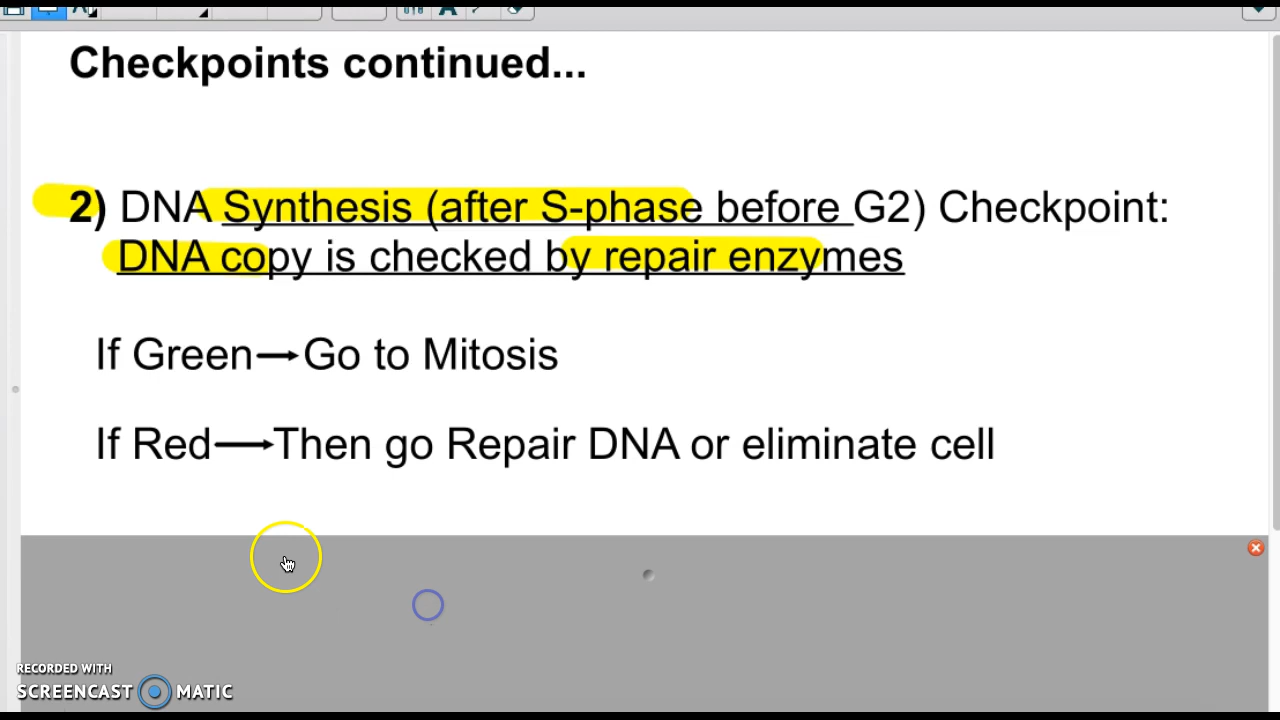 Checkpoints continued...
2) DNA Synthesis (after S-phase before G2) Checkpoint:
DNA copy is checked by repair enzymes
If Green→Go to Mitosis
If Red→Then go Repair DNA or eliminate cell
RECORDED WITH
SCREENCAST MATIC